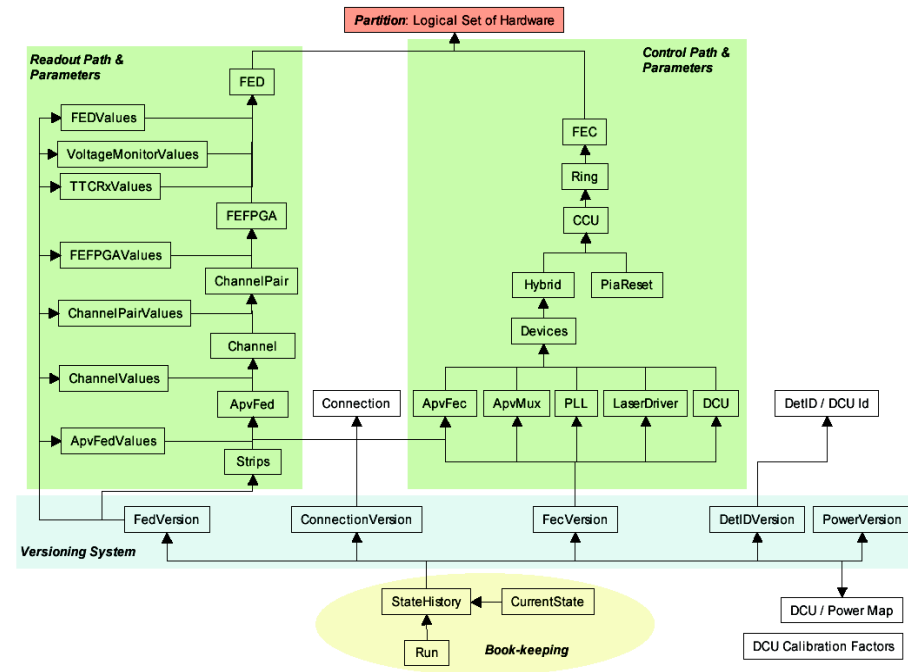 Partition: Logical Set of Hardware
Readout Path &
Parameters
Control Path &
Parameters
FED
FEDValues
FEC
VoltageMonitorValues
TTCRxValues
Ring
FEFPGA
CCU
FEFPGAValues
ChannelPair
Hybrid
PiaReset
ChannelPairValues
Devices
Channel
ChannelValues
ApvFed
Connection
ApvFec
ApvMux
PLL
LaserDriver
DCU
DetID / DCU Id
ApvFedValues
Strips
FedVersion
ConnectionVersion
FecVersion
DetIDVersion
PowerVersion
Versioning System
StateHistory
CurrentState
DCU / Power Map
Run
Book-keeping
DCU Calibration Factors